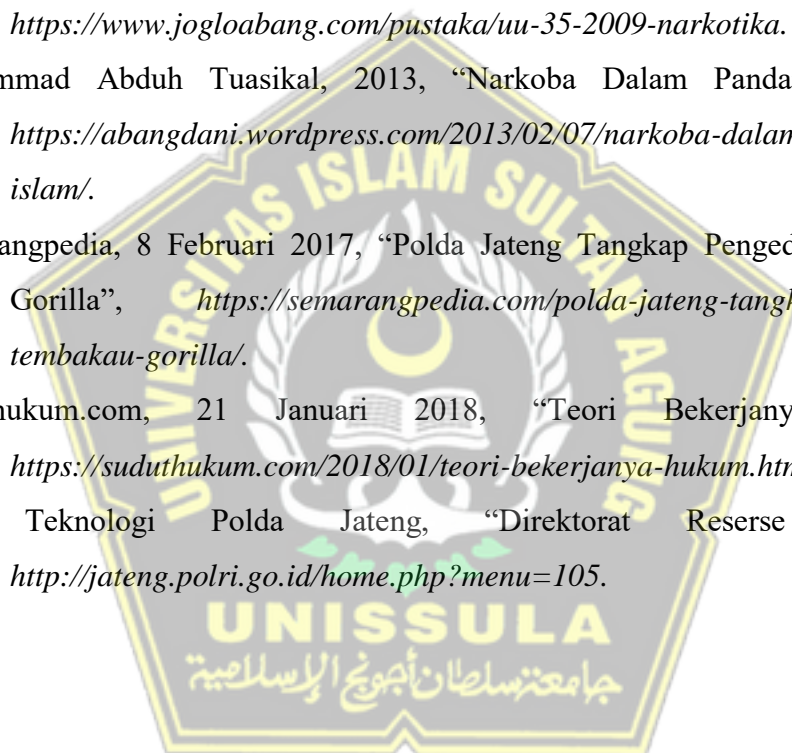 https://www.jogloabang.com/pustaka/uu-35-2009-narkotika.
mmad Abduh Tuasikal, 2013, “Narkoba Dalam Panda
https://abangdani.wordpress.com/2013/02/07/narkoba-dalam
islam/.
angpedia, 8 Februari 2017, “Polda Jateng Tangkap Penged
Gorilla”, https://semarangpedia.com/polda-jateng-tangk
tembakau-gorilla/.
hukum.com, 21 Januari 2018, “Teori Bekerjany
https://suduthukum.com/2018/01/teori-bekerjanya-hukum.htm
Teknologi Polda Jateng, “Direktorat Reserse
http://jateng.polri.go.id/home.php?menu=105.
UNIVERSITAS ISLAM SULTAN AGUNG
UNISSULA
جامعتسلطان أجونج الإسلامية